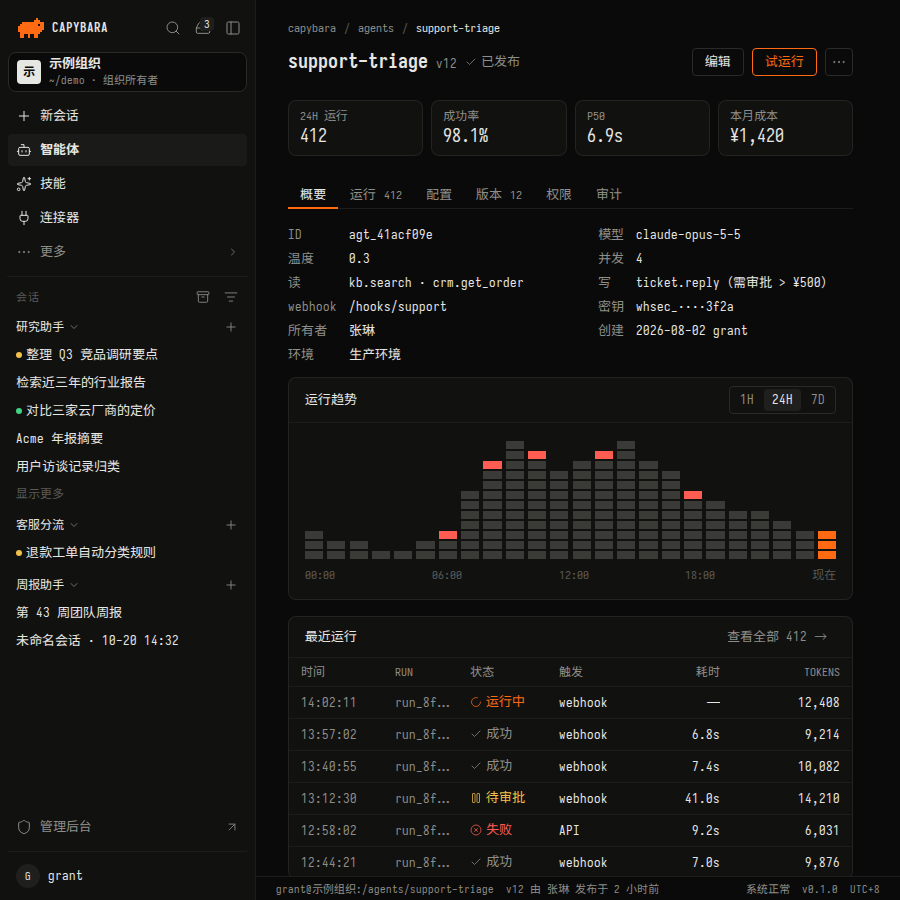 CAPYBARA
3
示
示例组织
~/demo · 组织所有者
新会话
智能体
技能
连接器
更多
会话
研究助手
整理 Q3 竞品调研要点
检索近三年的行业报告
对比三家云厂商的定价
Acme 年报摘要
用户访谈记录归类
显示更多
客服分流
退款工单自动分类规则
周报助手
第 43 周团队周报
未命名会话 · 10-20 14:32
管理后台
G grant
capybara / agents / support-triage
support-triage v12 已发布
编辑 试运行 ···
24H 运行 成功率 P50 本月成本
412 98.1% 6.9s ¥1,420
概要 运行 412 配置 版本 12 权限 审计
ID agt_41acf09e 模型 claude-opus-5-5
温度 0.3 并发 4
读 kb.search · crm.get_order 写 ticket.reply (需审批 > ¥500)
webhook /hooks/support 密钥 whsec_····3f2a
所有者 张琳 创建 2026-08-02 grant
环境 生产环境
运行趋势 1H 24H 7D
00:00 06:00 12:00 18:00 现在
最近运行 查看全部 412 →
时间 RUN 状态 触发 耗时 TOKENS
14:02:11 run_8f... 运行中 webhook — 12,408
13:57:02 run_8f... 成功 webhook 6.8s 9,214
13:40:55 run_8f... 成功 webhook 7.4s 10,082
13:12:30 run_8f... 待审批 webhook 41.0s 14,210
12:58:02 run_8f... 失败 API 9.2s 6,031
12:44:21 run_8f... 成功 webhook 7.0s 9,876
grant@示例组织:/agents/support-triage v12 由 张琳 发布于 2 小时前 系统正常 v0.1.0 UTC+8